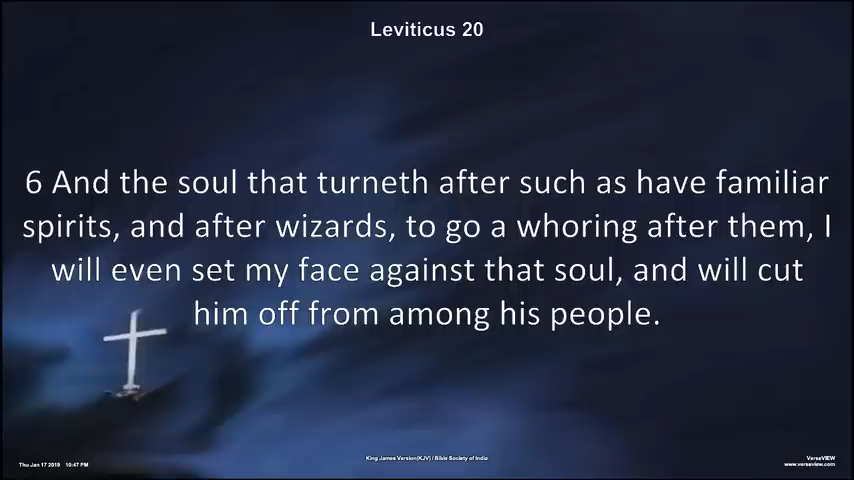 Leviticus 20
6 And the soul that turneth after such as have familiar
spirits, and after wizards, to go a whoring after them, I
will even set my face against that soul, and will cut
him off from among his people.
King James Version(KJV) / Bible Society of India
Thu Jan 17 2019 10:47 PM
VerseVIEW
www.verseview.com